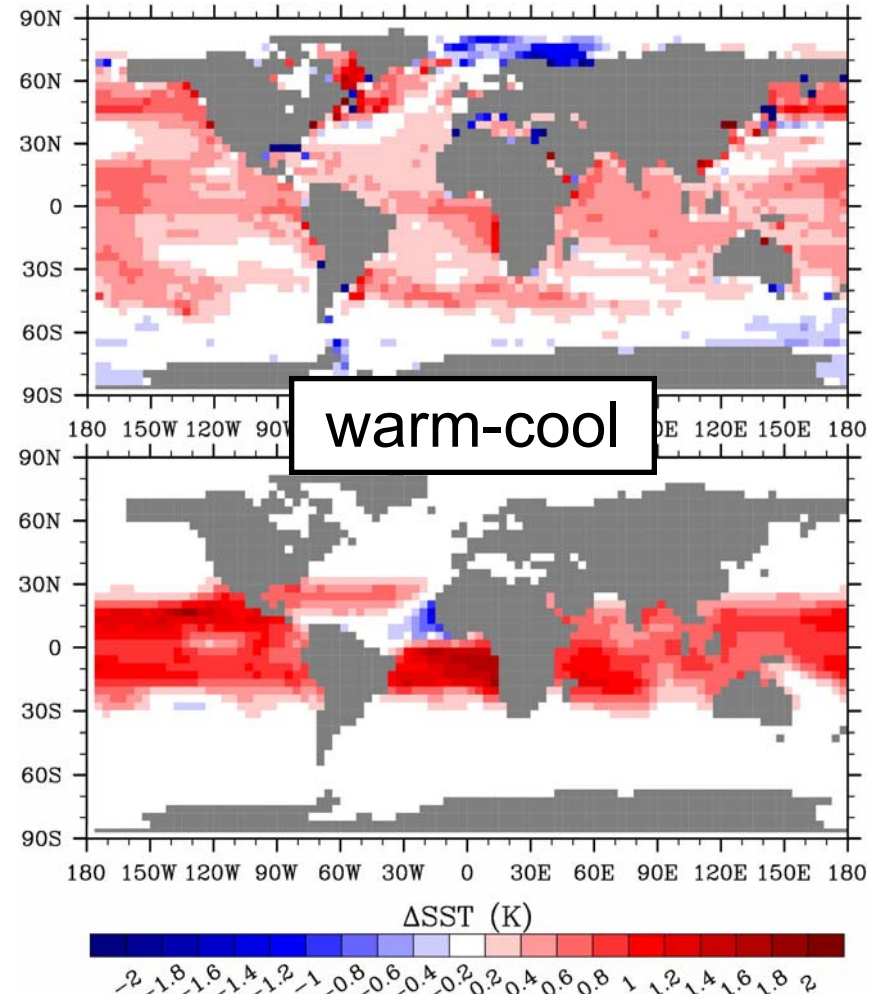 90N
60N
30N
0
30S
60S
90S
180 150W 120W 90W 0E 120E 150E 180
warm-cool
90N
60N
30N
0
30S
60S
90S
180 150W 120W 90W 60W 30W 0 30E 60E 90E 120E 150E 180
ΔSST (K)
-2 -1.8 -1.6 -1.4 -1.2 -1 -0.8 -0.6 -0.4 -0.2 0.2 0.4 0.6 0.8 1 1.2 1.4 1.6 1.8 2